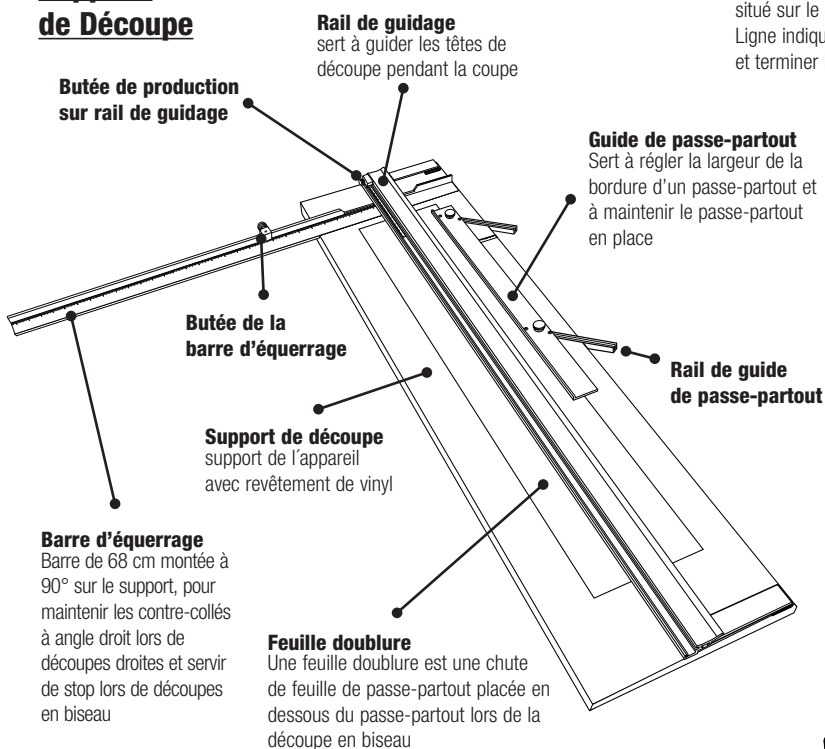 de Découpe
Rail de guidage
sert à guider les têtes de
découpe pendant la coupe
situé sur le
et terminer
Butée de production
sur rail de guidage
Guide de passe-partout
Sert à régler la largeur de la
bordure d’un passe-partout et
à maintenir le passe-partout
en place
Butée de la
barre d’équerrage
Rail de guide
de passe-partout
Support de découpe
support de l´appareil
avec revêtement de vinyl
Barre d’équerrage
Barre de 68 cm montée à
90° sur le support, pour
maintenir les contre-collés
à angle droit lors de
découpes droites et servir
de stop lors de découpes
en biseau
Feuille doublure
Une feuille doublure est une chute
de feuille de passe-partout placée en
dessous du passe-partout lors de la
découpe en biseau